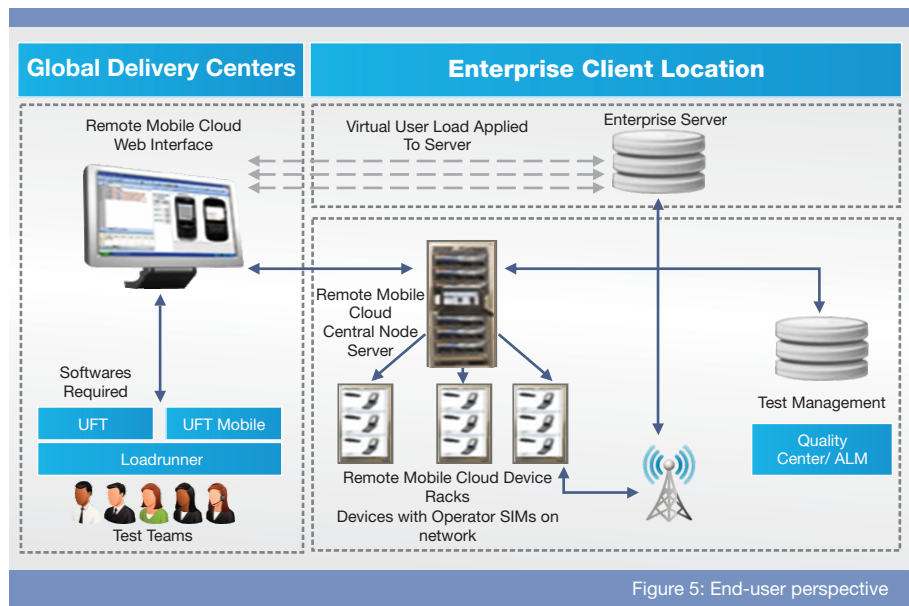 Global Delivery Centers
Enterprise Client Location
Remote Mobile Cloud
Web Interface
Virtual User Load Applied
To Server
Enterprise Server
Remote Mobile
Cloud
Central Node
Server
Softwares
Required
UFT
UFT Mobile
Loadrunner
Test Teams
Remote Mobile Cloud Device
Racks
Devices with Operator SIMs on
network
Test Management
Quality
Center/ ALM
Figure 5: End-user perspective